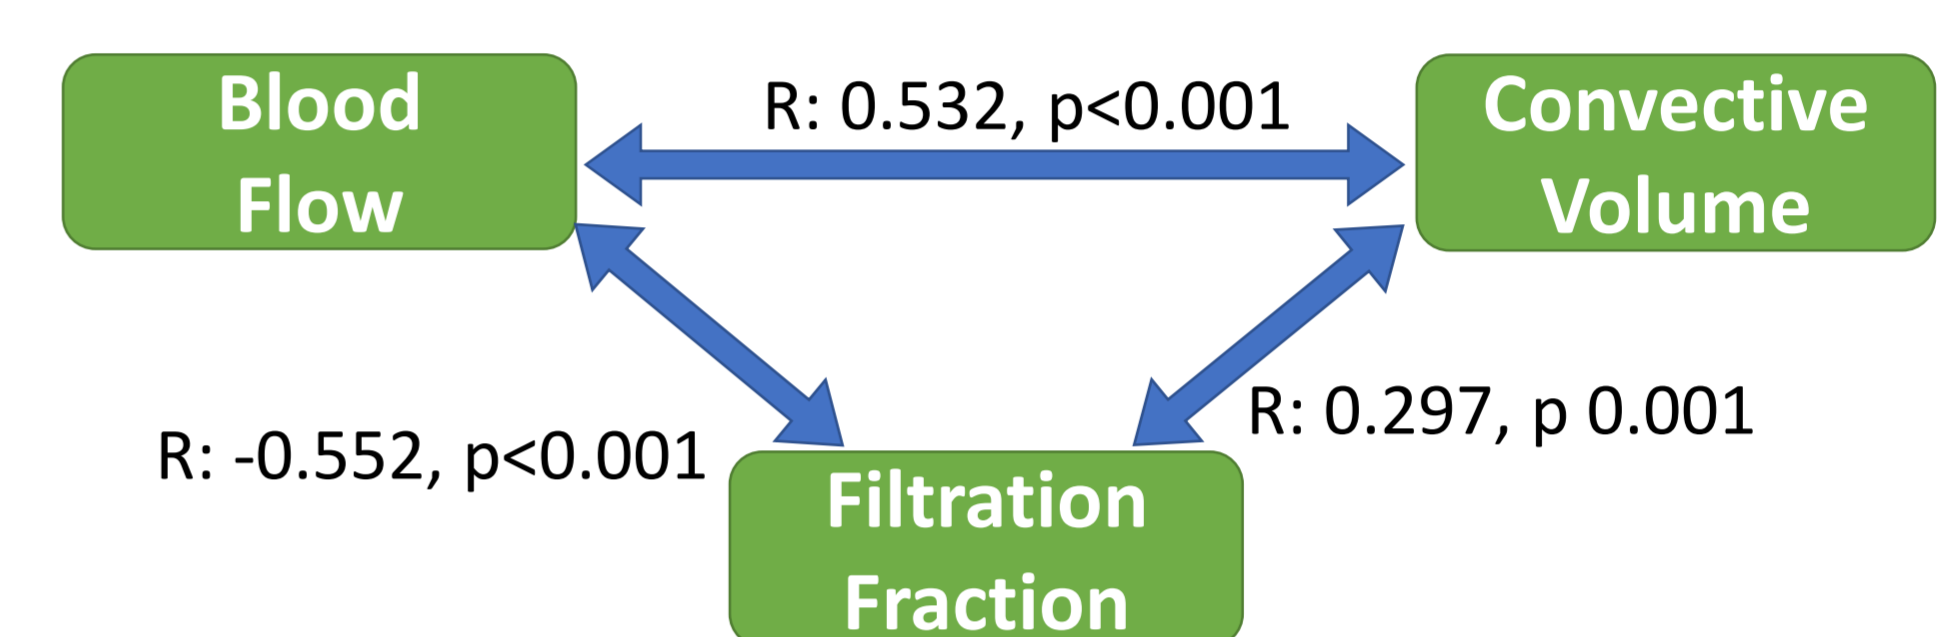 Blood
Flow
R: 0.532, p<0.001
Convective
Volume
R: -0.552, p<0.001
R: 0.297, p 0.001
Filtration
Fraction